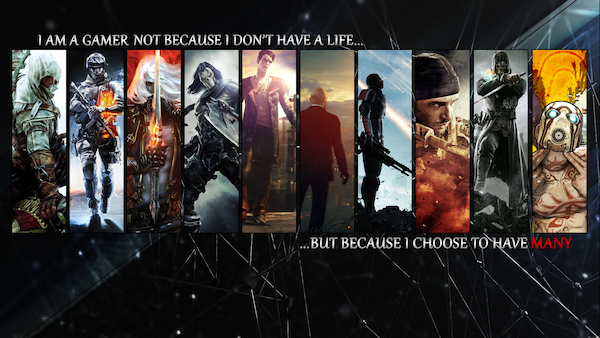 I AM A GAMER NOT BECAUSE I DON'T HAVE A LIFE...
...BUT BECAUSE I CHOOSE TO HAVE MANY